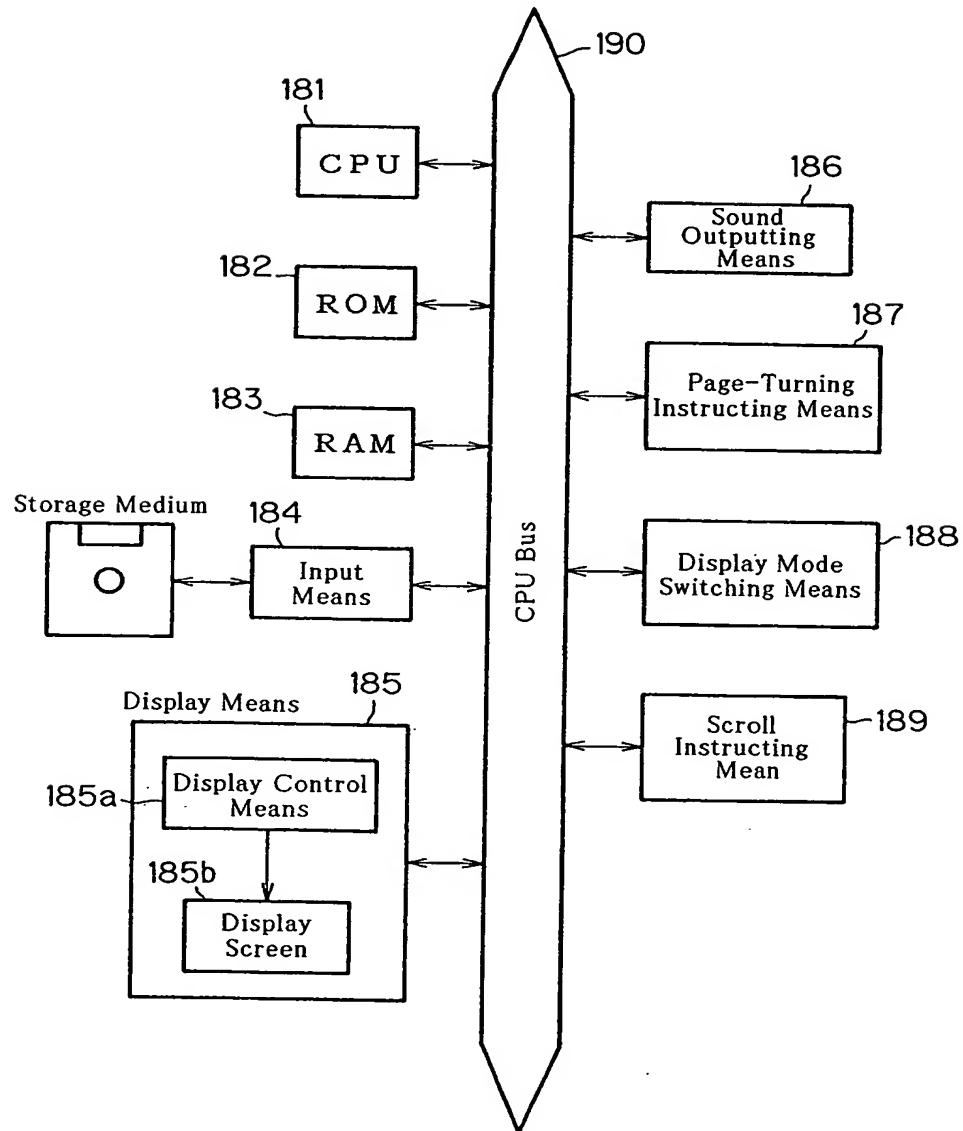 190
181
CPU
186
Sound
Outputting
Means
182
ROM
187
Page-Turning
Instructing Means
183
RAM
Storage Medium
184
Input
Means
CPU Bus
188
Display Mode
Switching Means
Display Means
185
189
Scroll
Instructing
Mean
185a
Display Control
Means
185b
Display
Screen